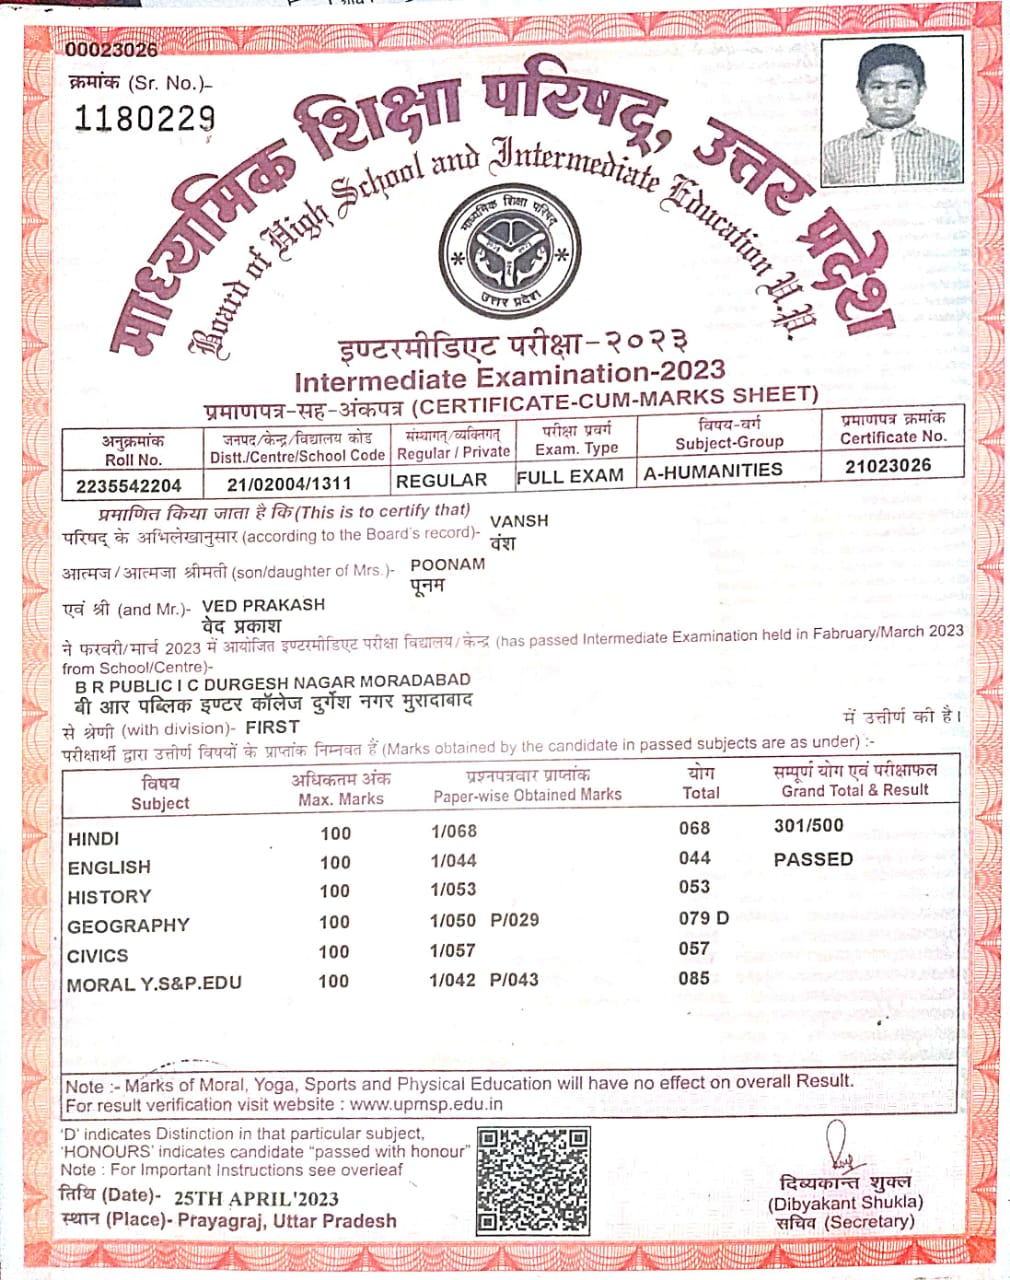 00023026
क्रमांक (Sr. No.)-
1180229
माध्यमिक शिक्षा परिषद्, उत्तर प्रदेश
Board of High School and Intermediate Education U.P.
माध्यमिक शिक्षा परिषद्
उत्तर प्रदेश
इण्टरमीडिएट परीक्षा-२०२३
Intermediate Examination-2023
प्रमाणपत्र-सह-अंकपत्र (CERTIFICATE-CUM-MARKS SHEET)
अनुक्रमांक जनपद/केन्द्र/विद्यालय कोड संस्थागत/व्यक्तिगत परीक्षा प्रवर्ग विषय-वर्ग प्रमाणपत्र क्रमांक
Roll No. Distt./Centre/School Code Regular / Private Exam. Type Subject-Group Certificate No.
2235542204 21/02004/1311 REGULAR FULL EXAM A-HUMANITIES 21023026
प्रमाणित किया जाता है कि (This is to certify that)
परिषद् के अभिलेखानुसार (according to the Board's record)- VANSH
वंश
आत्मज/आत्मजा श्रीमती (son/daughter of Mrs.)- POONAM
पूनम
एवं श्री (and Mr.)- VED PRAKASH
वेद प्रकाश
ने फरवरी/मार्च 2023 में आयोजित इण्टरमीडिएट परीक्षा विद्यालय/केन्द्र (has passed Intermediate Examination held in Fabruary/March 2023
from School/Centre)-
B R PUBLIC I C DURGESH NAGAR MORADABAD
बी आर पब्लिक इण्टर कॉलेज दुर्गेश नगर मुरादाबाद
से श्रेणी (with division)- FIRST में उत्तीर्ण की है।
परीक्षार्थी द्वारा उत्तीर्ण विषयों के प्राप्तांक निम्नवत हैं (Marks obtained by the candidate in passed subjects are as under) :-
विषय अधिकतम अंक प्रश्नपत्रवार प्राप्तांक योग सम्पूर्ण योग एवं परीक्षाफल
Subject Max. Marks Paper-wise Obtained Marks Total Grand Total & Result
HINDI 100 1/068 068 301/500
ENGLISH 100 1/044 044 PASSED
HISTORY 100 1/053 053
GEOGRAPHY 100 1/050 P/029 079 D
CIVICS 100 1/057 057
MORAL Y.S&P.EDU 100 1/042 P/043 085
Note :- Marks of Moral, Yoga, Sports and Physical Education will have no effect on overall Result.
For result verification visit website : www.upmsp.edu.in
'D' indicates Distinction in that particular subject,
'HONOURS' indicates candidate "passed with honour"
Note : For Important Instructions see overleaf
तिथि (Date)- 25TH APRIL'2023
स्थान (Place)- Prayagraj, Uttar Pradesh
दिव्यकान्त शुक्ल
(Dibyakant Shukla)
सचिव (Secretary)